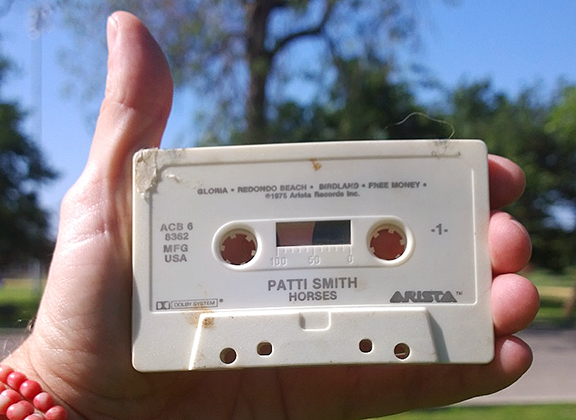 GLORIA • REDONDO BEACH • BIRDLAND • FREE MONEY •
℗1975 Arista Records Inc.
ACB 6
8362
MFG
USA
-1-
100 50 0
PATTI SMITH
HORSES
DOLBY SYSTEM ®
ARISTA™